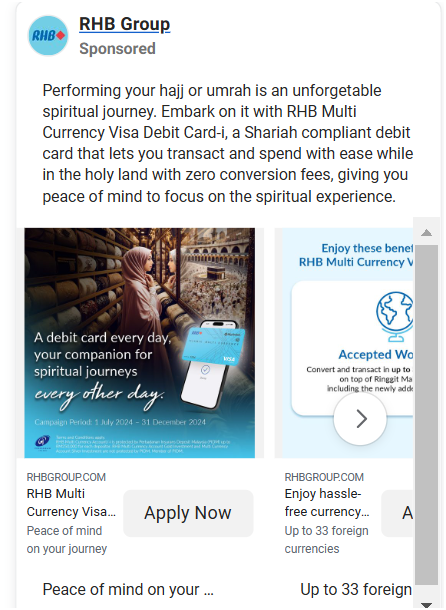 RHB
RHB Group
Sponsored
Performing your hajj or umrah is an unforgetable
spiritual journey. Embark on it with RHB Multi
Currency Visa Debit Card-i, a Shariah compliant debit
card that lets you transact and spend with ease while
in the holy land with zero conversion fees, giving you
peace of mind to focus on the spiritual experience.
A debit card every day,
your companion for
spiritual journeys
every other day.
VISA
Campaign Period: 1 July 2024 – 31 December 2024
Enjoy these
RHB Multi Currency
Accepted
Convert and transact in up to
on top of Ringgit
including the newly
RHBGROUP.COM
RHB Multi
Currency Visa...
Peace of mind
on your journey
Apply Now
RHBGROUP.COM
Enjoy hassle-
free currency...
Up to 33 foreign
currencies
A
Peace of mind on your ...
Up to 33 foreign